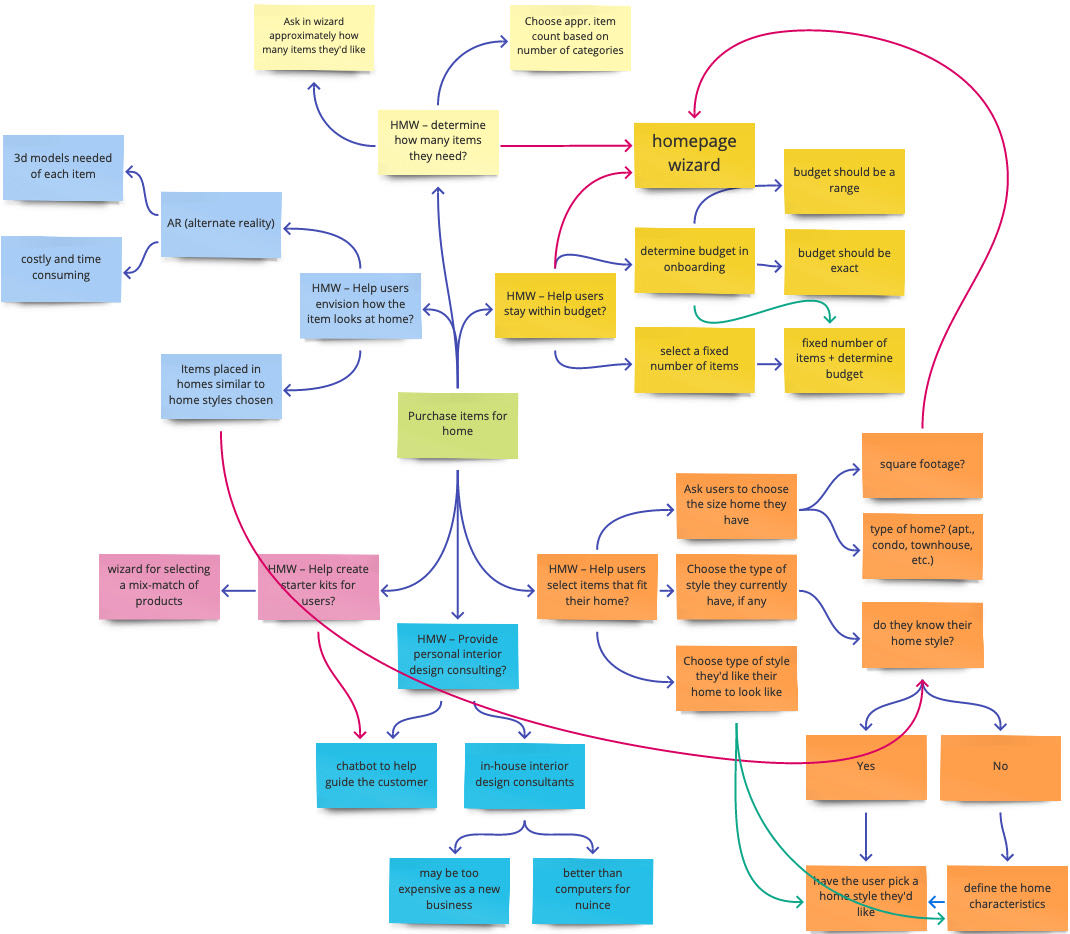 Ask in wizard
approximately how
many items they'd like
Choose appr. item
count based on
number of categories
HMW – determine
how many items
they need?
homepage
wizard
3d models needed
of each item
AR (alternate reality)
costly and time
consuming
budget should be a
range
determine budget in
onboarding
budget should be
exact
HMW – Help users
envision how the
item looks at home?
HMW – Help users
stay within budget?
select a fixed
number of items
fixed number of
items + determine
budget
Items placed in
homes similar to
home styles chosen
Purchase items for
home
square footage?
Ask users to choose
the size home they
have
type of home? (apt.,
condo, townhouse,
etc.)
wizard for selecting
a mix-match of
products
HMW – Help create
starter kits for
users?
HMW – Help users
select items that fit
their home?
Choose the type of
style they currently
have, if any
do they know their
home style?
HMW – Provide
personal interior
design consulting?
Choose type of style
they'd like their
home to look like
chatbot to help
guide the customer
in-house interior
design consultants
Yes
No
may be too
expensive as a new
business
better than
computers for
nuince
have the user pick a
home style they'd
like
define the home
characteristics